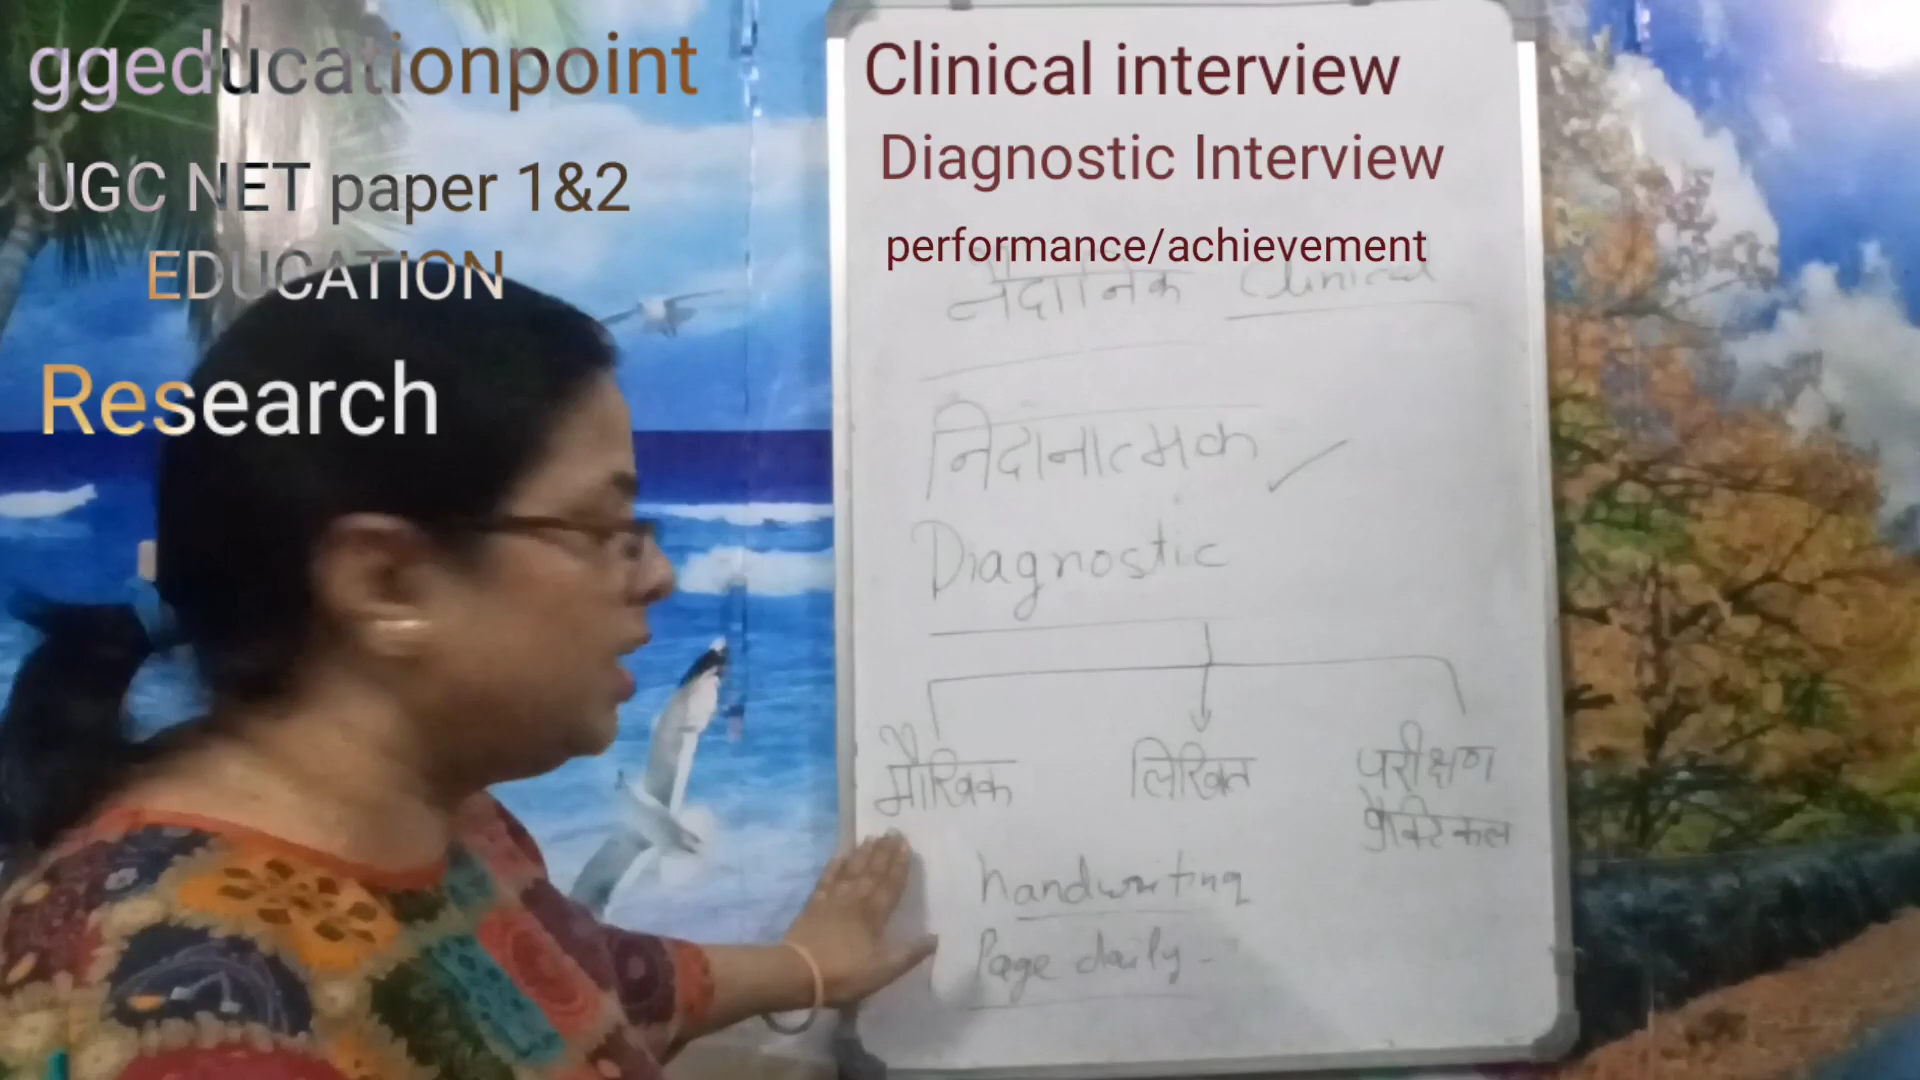 ggeducationpoint
UGC NET paper 1&2
EDUCATION
Research
Clinical interview
Diagnostic Interview
performance/achievement
नैदानिक Clinical
निदानात्मक ✓
Diagnostic
मौखिक लिखित परीक्षण
प्रैक्टिकल
handwriting
Page daily -